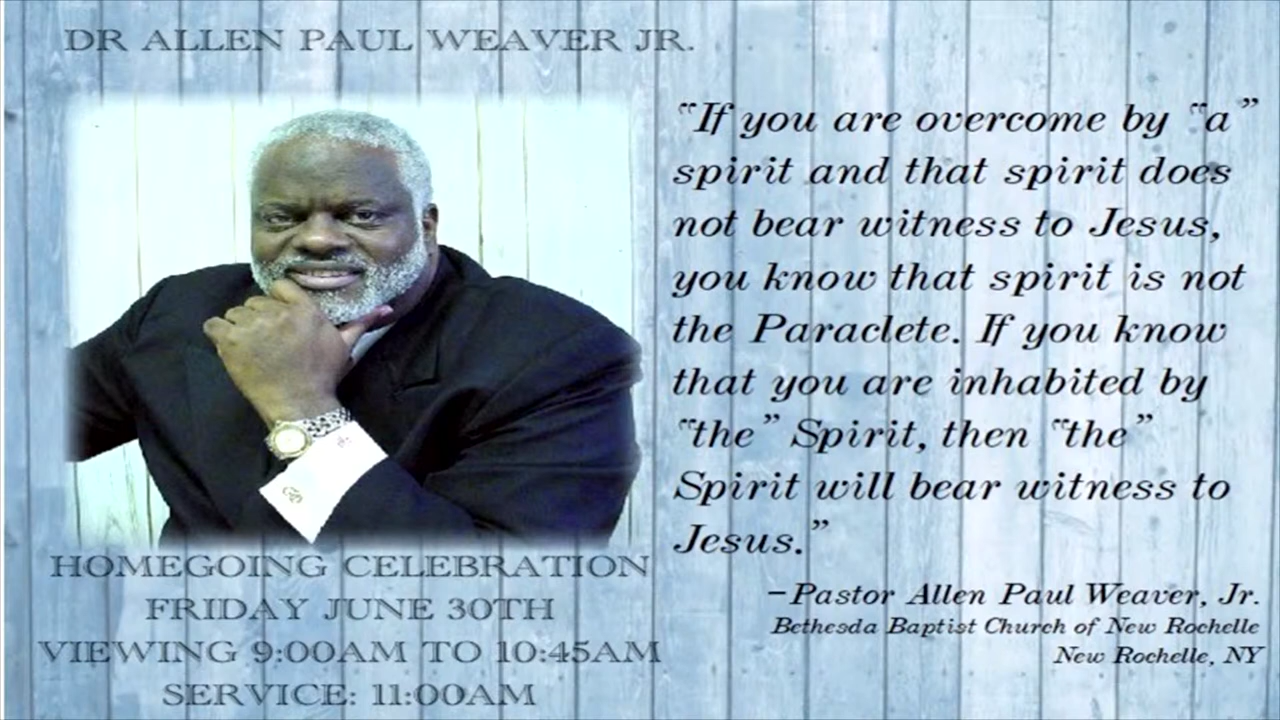 DR ALLEN PAUL WEAVER JR.
“If you are overcome by “a”
spirit and that spirit does
not bear witness to Jesus,
you know that spirit is not
the Paraclete. If you know
that you are inhabited by
“the” Spirit, then “the”
Spirit will bear witness to
Jesus.”
–Pastor Allen Paul Weaver, Jr.
Bethesda Baptist Church of New Rochelle
New Rochelle, NY
HOMEGOING CELEBRATION
FRIDAY JUNE 30TH
VIEWING 9:00AM TO 10:45AM
SERVICE: 11:00AM